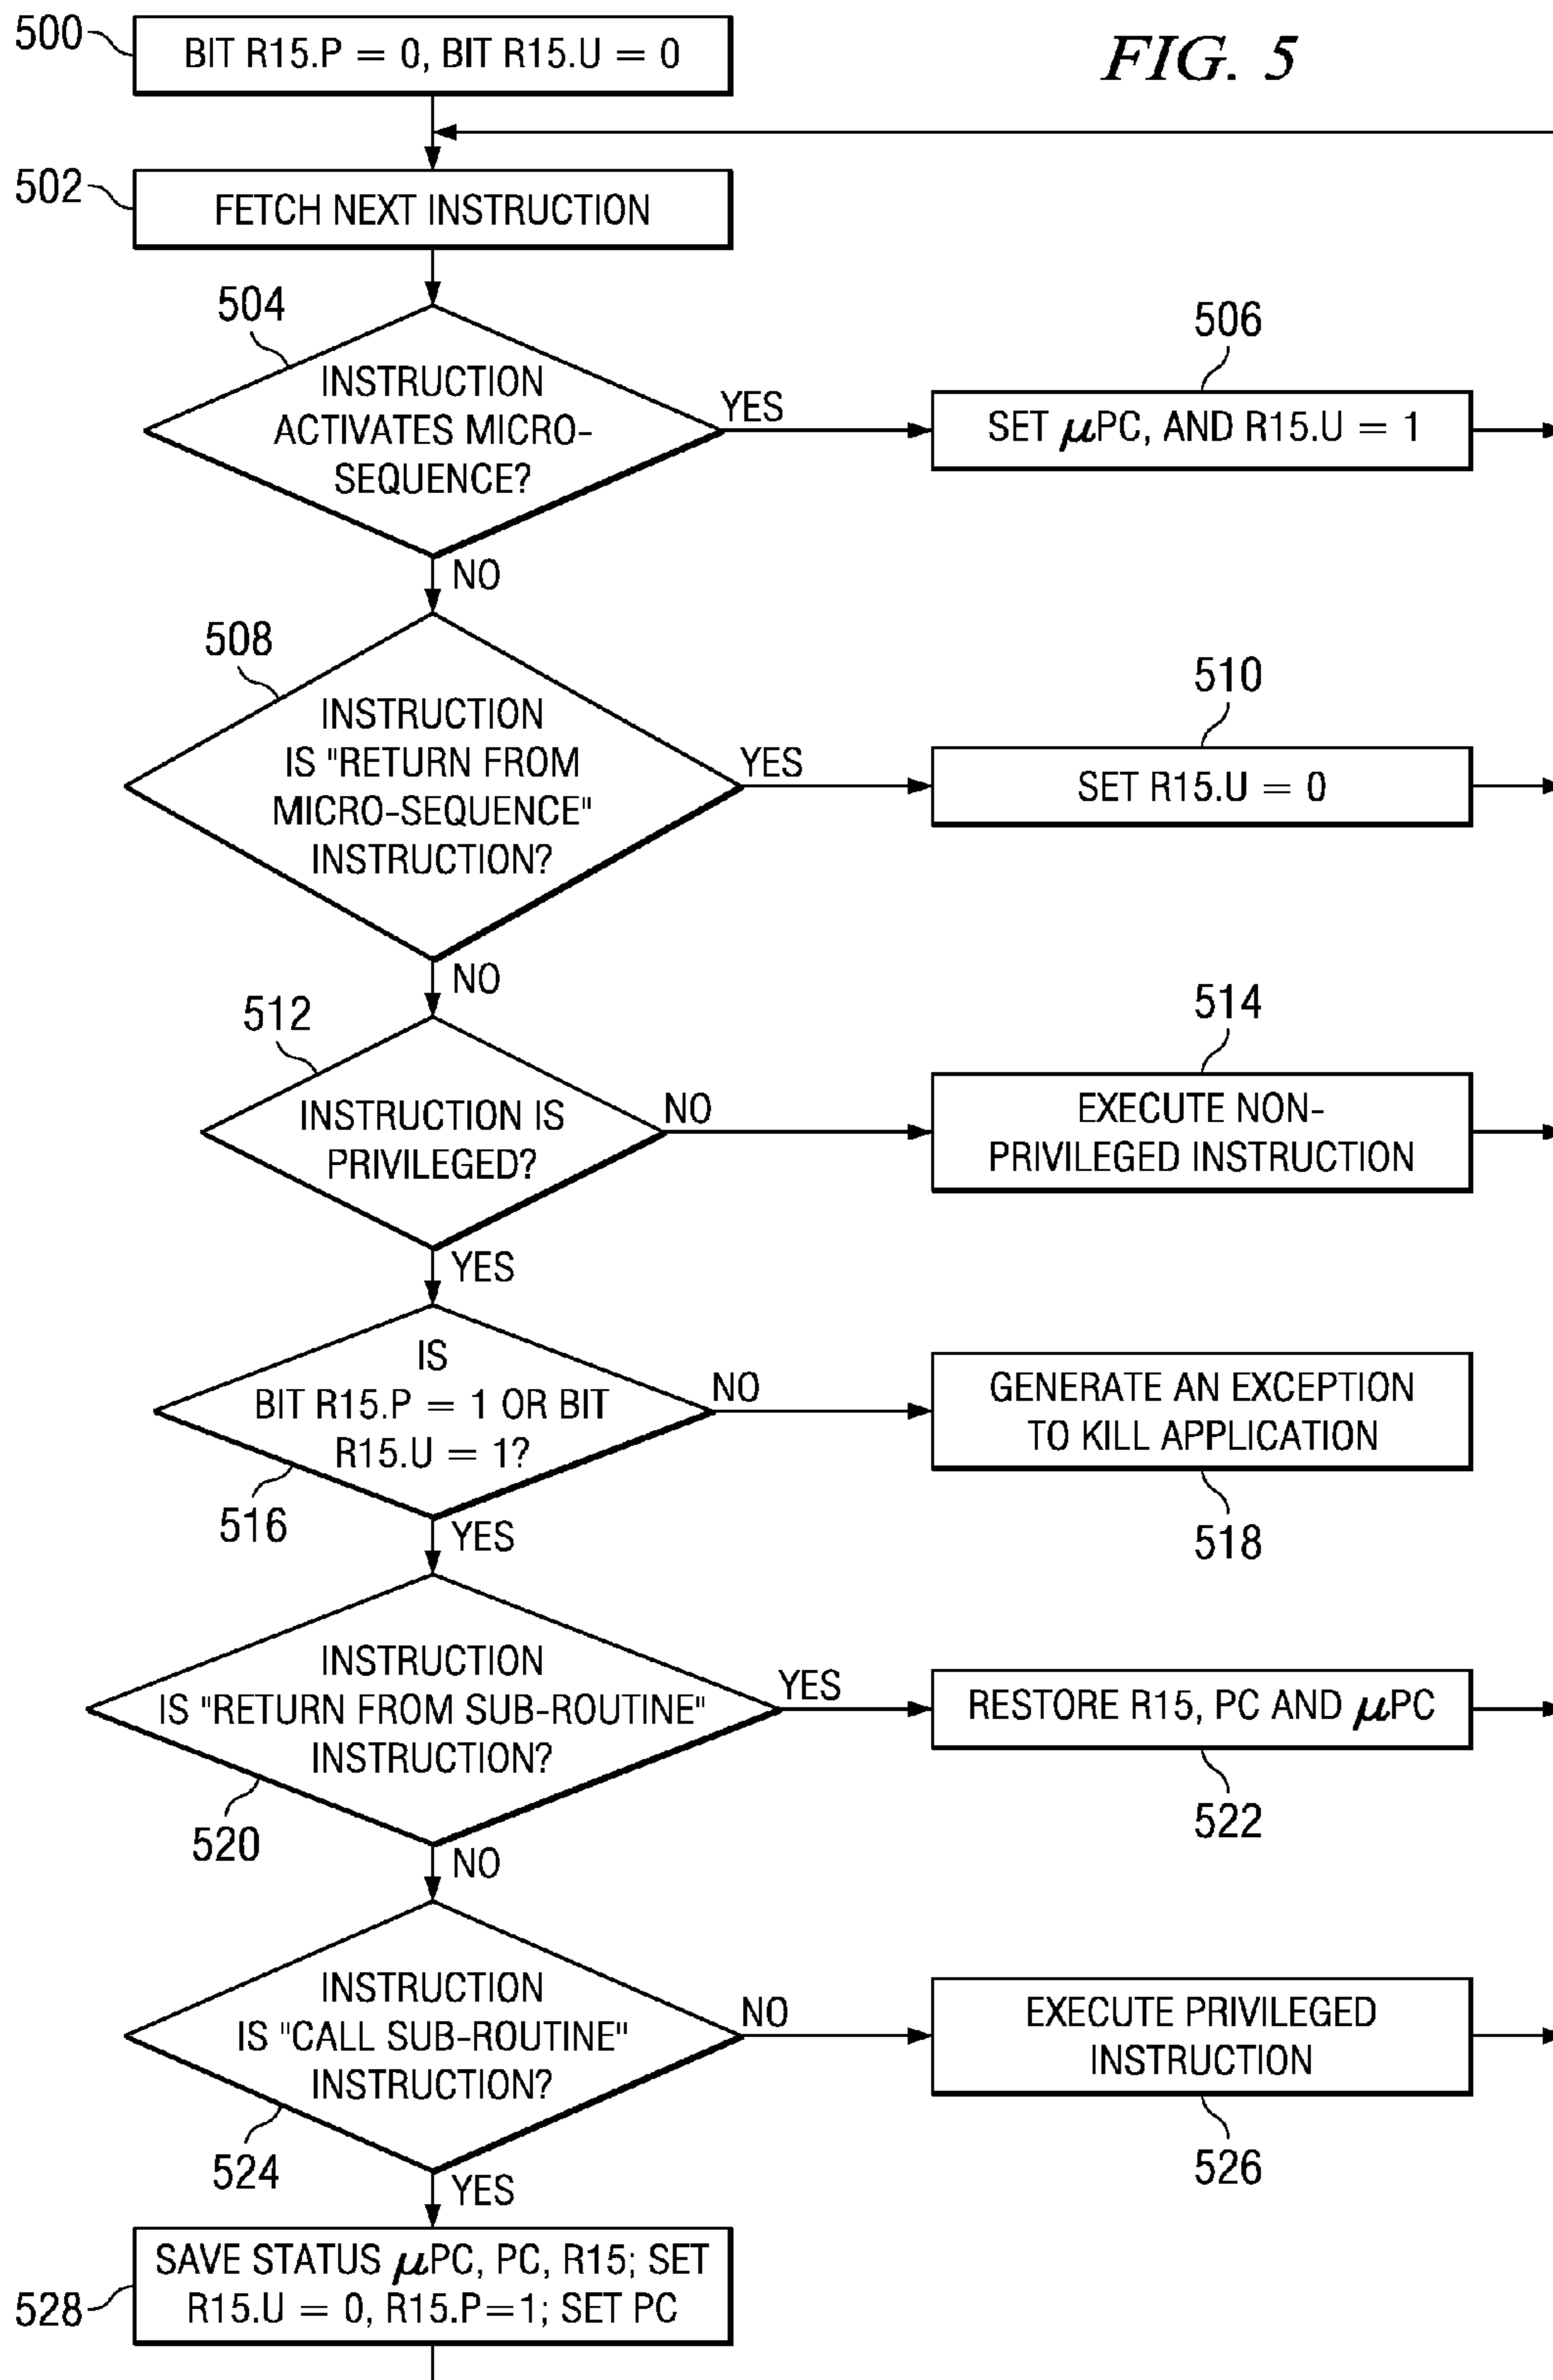 500
BIT R15.P = 0, BIT R15.U = 0
FIG. 5
502
FETCH NEXT INSTRUCTION
504
INSTRUCTION
ACTIVATES MICRO-
SEQUENCE?
YES
506
SET μPC, AND R15.U = 1
NO
508
INSTRUCTION
IS "RETURN FROM
MICRO-SEQUENCE"
INSTRUCTION?
YES
510
SET R15.U = 0
NO
512
INSTRUCTION IS
PRIVILEGED?
NO
514
EXECUTE NON-
PRIVILEGED INSTRUCTION
YES
IS
BIT R15.P = 1 OR BIT
R15.U = 1?
516
NO
GENERATE AN EXCEPTION
TO KILL APPLICATION
518
YES
INSTRUCTION
IS "RETURN FROM SUB-ROUTINE"
INSTRUCTION?
520
YES
RESTORE R15, PC AND μPC
522
NO
INSTRUCTION
IS "CALL SUB-ROUTINE"
INSTRUCTION?
524
NO
EXECUTE PRIVILEGED
INSTRUCTION
526
YES
SAVE STATUS μPC, PC, R15; SET
R15.U = 0, R15.P=1; SET PC
528